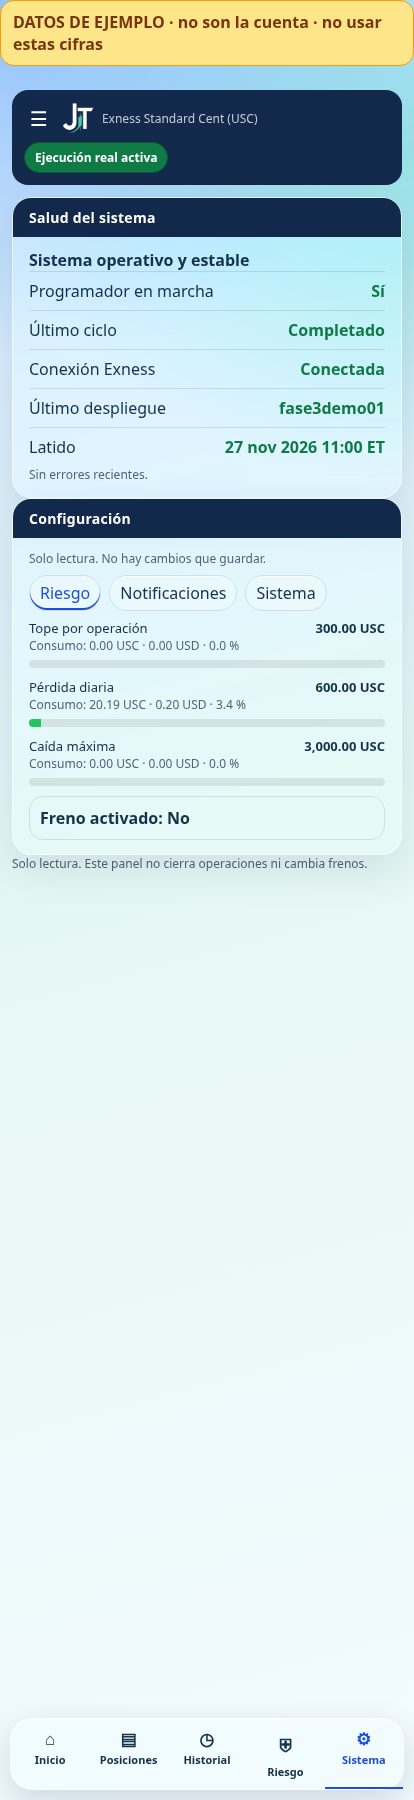 DATOS DE EJEMPLO · no son la cuenta · no usar
estas cifras
JT Exness Standard Cent (USC)
Ejecución real activa
Salud del sistema
Sistema operativo y estable
Programador en marcha Sí
Último ciclo Completado
Conexión Exness Conectada
Último despliegue fase3demo01
Latido 27 nov 2026 11:00 ET
Sin errores recientes.
Configuración
Solo lectura. No hay cambios que guardar.
Riesgo Notificaciones Sistema
Tope por operación 300.00 USC
Consumo: 0.00 USC · 0.00 USD · 0.0 %
Pérdida diaria 600.00 USC
Consumo: 20.19 USC · 0.20 USD · 3.4 %
Caída máxima 3,000.00 USC
Consumo: 0.00 USC · 0.00 USD · 0.0 %
Freno activado: No
Solo lectura. Este panel no cierra operaciones ni cambia frenos.
Inicio Posiciones Historial Riesgo Sistema